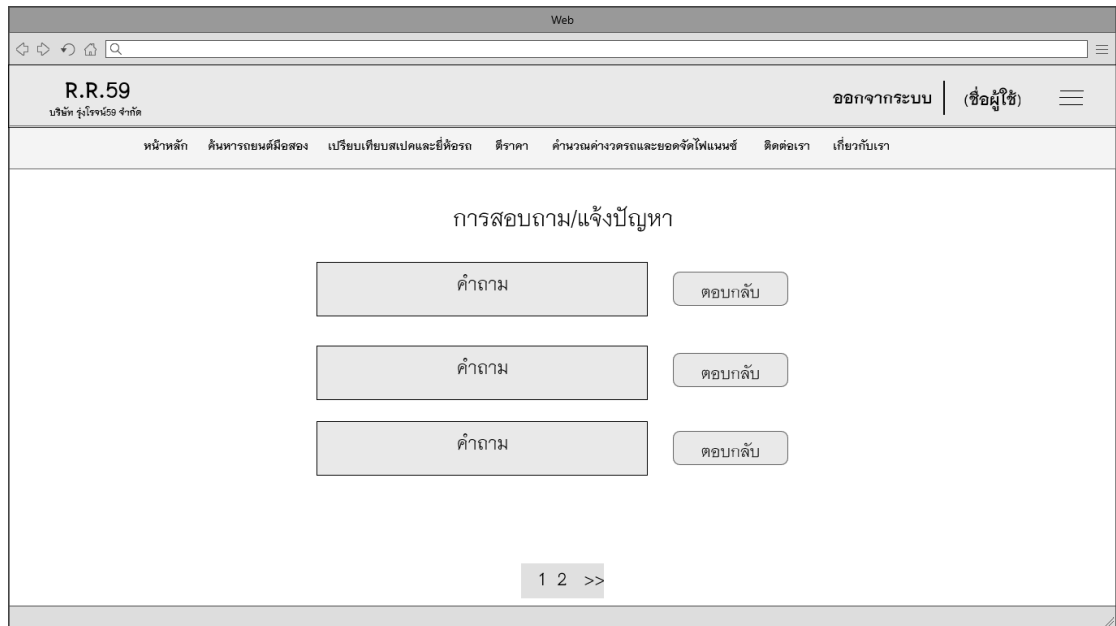 Web
R.R.59
บริษัท รุ่งโรจน์59 จำกัด
ออกจากระบบ (ชื่อผู้ใช้)
หน้าหลัก ค้นหารถยนต์มือสอง เปรียบเทียบสเปคและยี่ห้อรถ ตีราคา คำนวณค่างวดรถและยอดจัดไฟแนนซ์ ติดต่อเรา เกี่ยวกับเรา
การสอบถาม/แจ้งปัญหา
คำถาม ตอบกลับ
คำถาม ตอบกลับ
คำถาม ตอบกลับ
1 2 >>